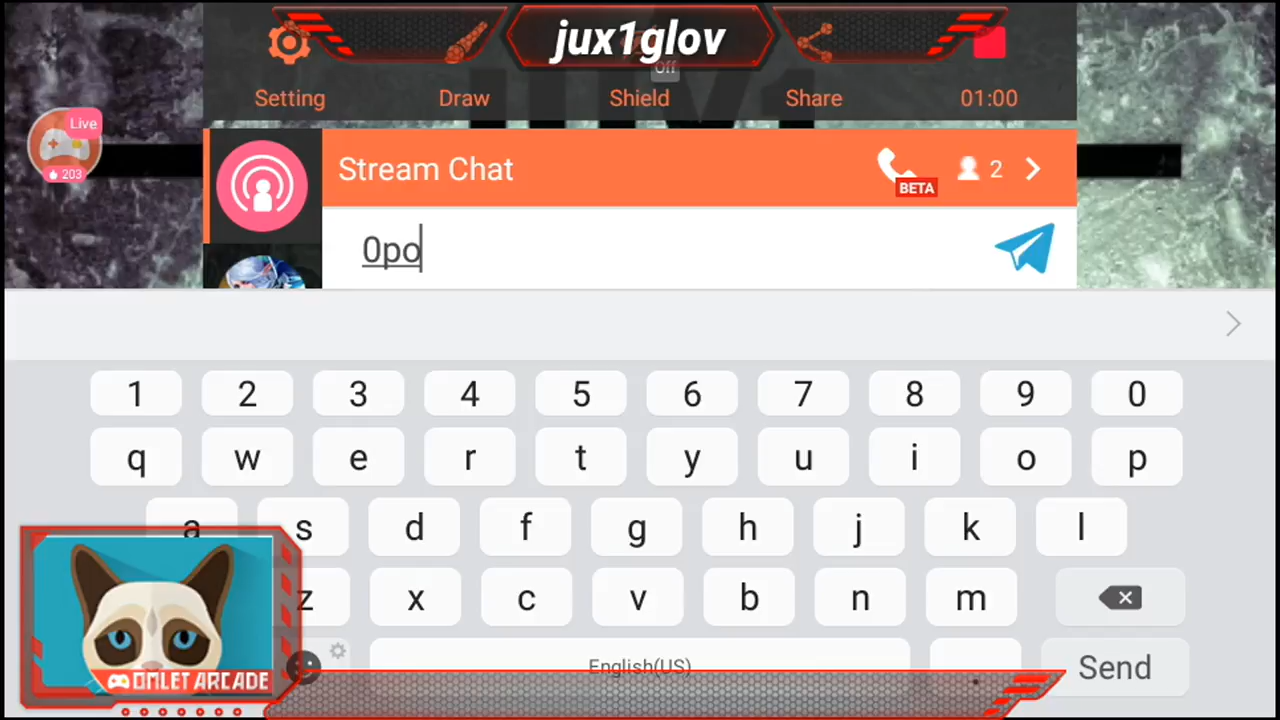 jux1glov
Off
Setting
Draw
Shield
Share
01:00
Live
203
Stream Chat
BETA
2
0po
1 2 3 4 5 6 7 8 9 0
q w e r t y u i o p
a s d f g h j k l
z x c v b n m
English(US)
.
Send
OMLET ARCADE